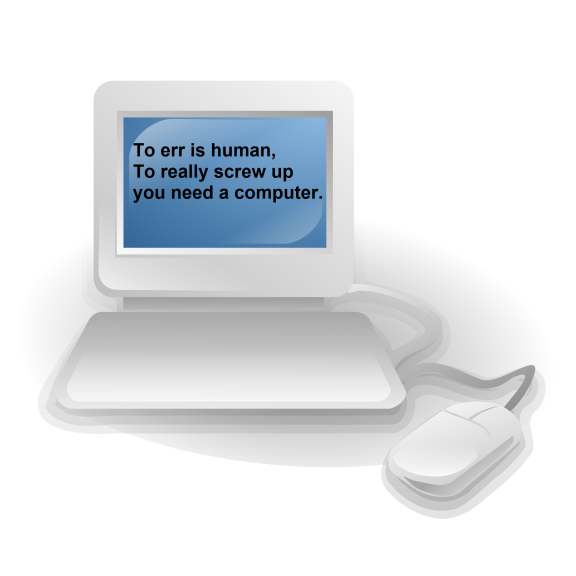 To err is human,
To really screw up
you need a computer.